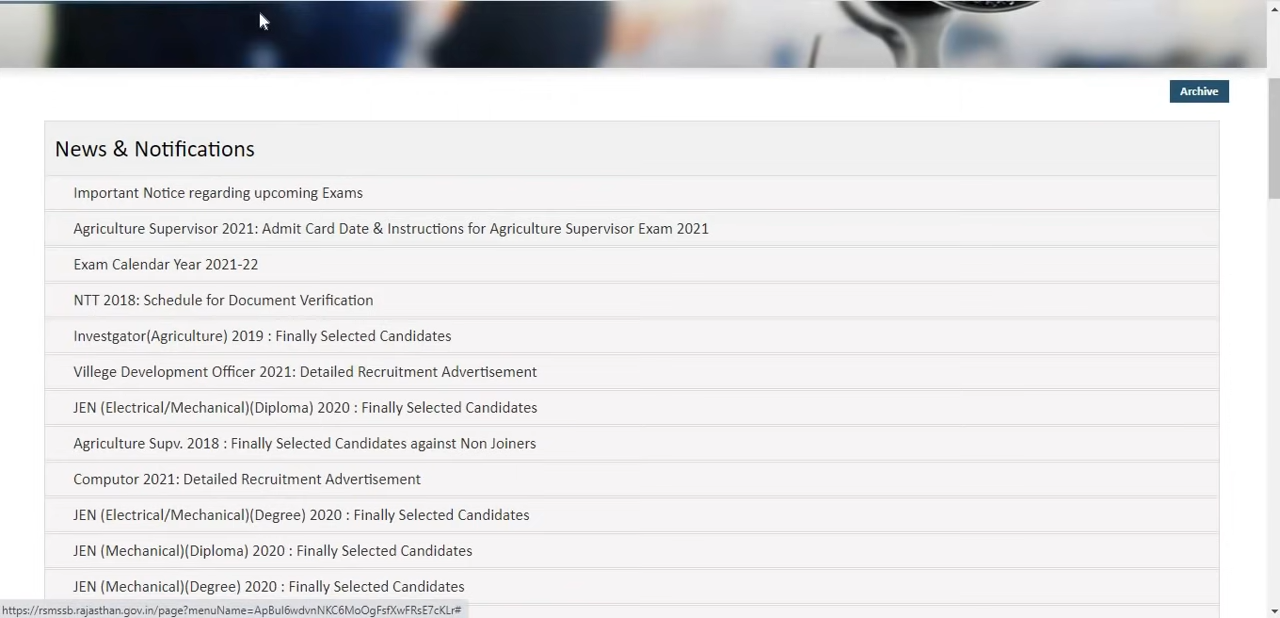 Archive
News & Notifications
Important Notice regarding upcoming Exams
Agriculture Supervisor 2021: Admit Card Date & Instructions for Agriculture Supervisor Exam 2021
Exam Calendar Year 2021-22
NTT 2018: Schedule for Document Verification
Investgator(Agriculture) 2019 : Finally Selected Candidates
Villege Development Officer 2021: Detailed Recruitment Advertisement
JEN (Electrical/Mechanical)(Diploma) 2020 : Finally Selected Candidates
Agriculture Supv. 2018 : Finally Selected Candidates against Non Joiners
Computor 2021: Detailed Recruitment Advertisement
JEN (Electrical/Mechanical)(Degree) 2020 : Finally Selected Candidates
JEN (Mechanical)(Diploma) 2020 : Finally Selected Candidates
JEN (Mechanical)(Degree) 2020 : Finally Selected Candidates
https://rsmssb.rajasthan.gov.in/page?menuName=ApBuI6wdvnNKC6MoOgFsfXwFRsE7cKLr#